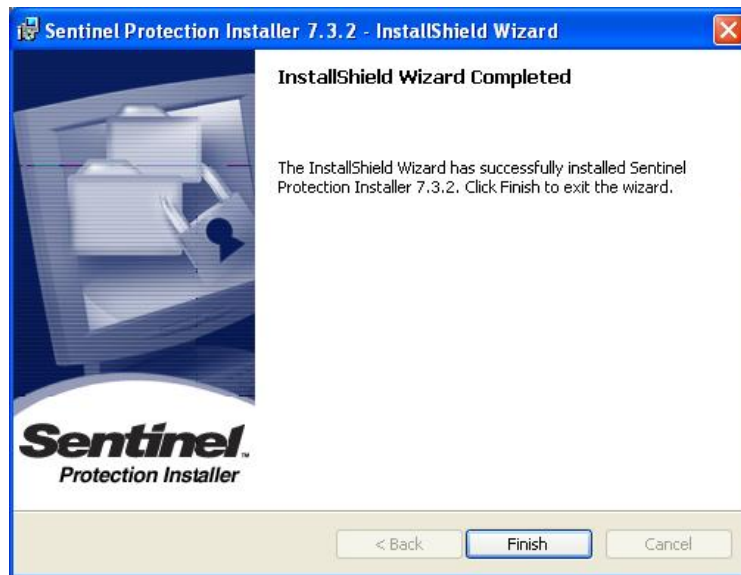 Sentinel Protection Installer 7.3.2 - InstallShield Wizard
InstallShield Wizard Completed
The InstallShield Wizard has successfully installed Sentinel
Protection Installer 7.3.2. Click Finish to exit the wizard.
Sentinel™
Protection Installer
< Back
Finish
Cancel